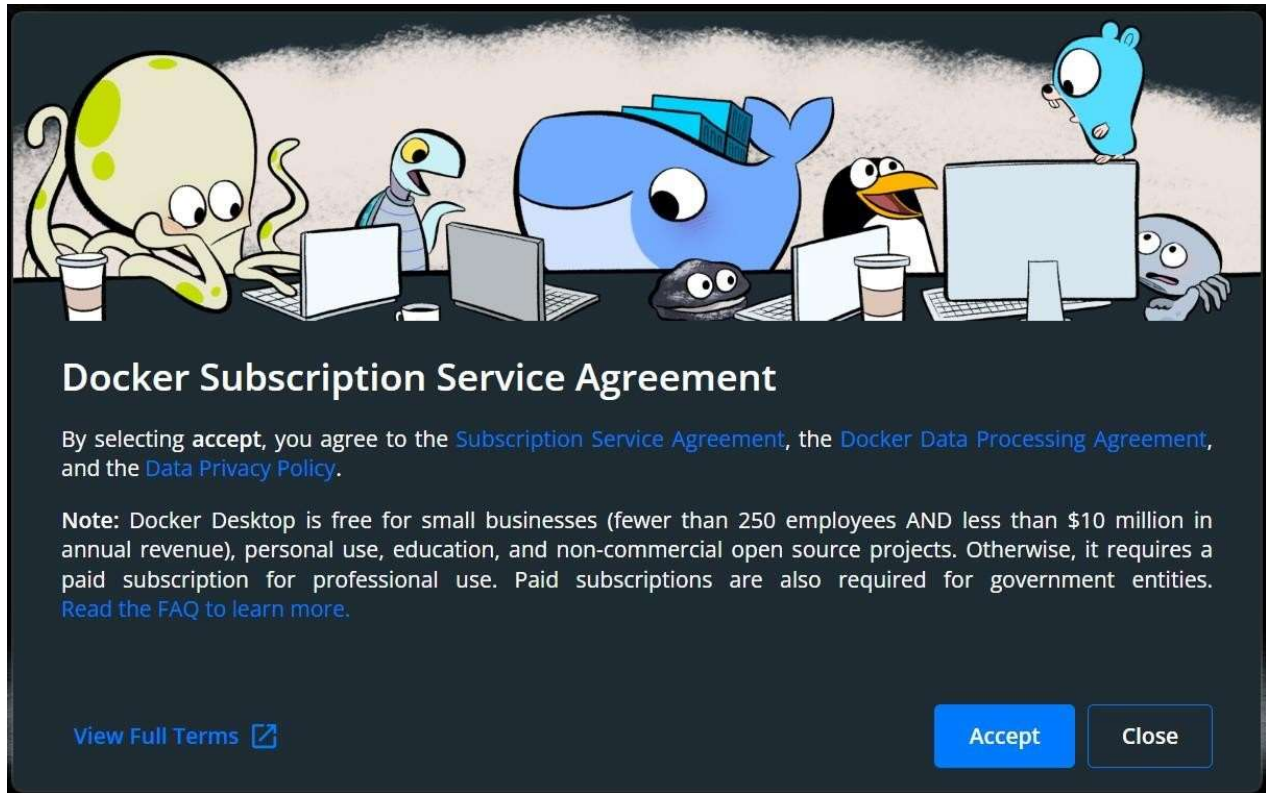 Docker Subscription Service Agreement
By selecting accept, you agree to the Subscription Service Agreement, the Docker Data Processing Agreement,
and the Data Privacy Policy.
Note: Docker Desktop is free for small businesses (fewer than 250 employees AND less than $10 million in
annual revenue), personal use, education, and non-commercial open source projects. Otherwise, it requires a
paid subscription for professional use. Paid subscriptions are also required for government entities.
Read the FAQ to learn more.
View Full Terms
Accept
Close